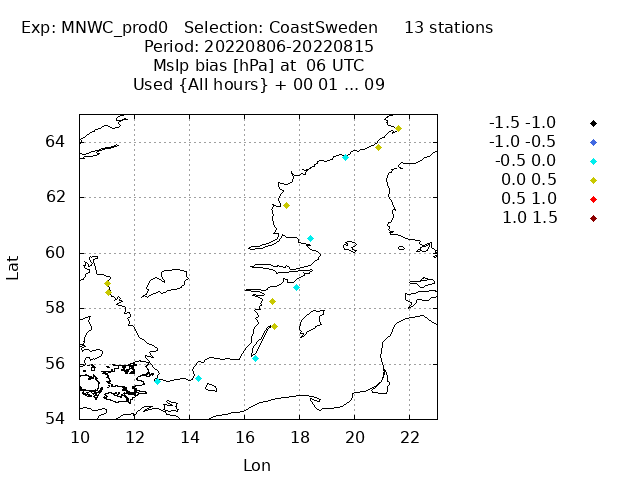 Exp: MNWC_prod0 Selection: CoastSweden 13 stations
Period: 20220806-20220815
Mslp bias [hPa] at 06 UTC
Used {All hours} + 00 01 ... 09
-1.5 -1.0
-1.0 -0.5
-0.5 0.0
0.0 0.5
0.5 1.0
1.0 1.5
Lat
64
62
60
58
56
54
10 12 14 16 18 20 22
Lon